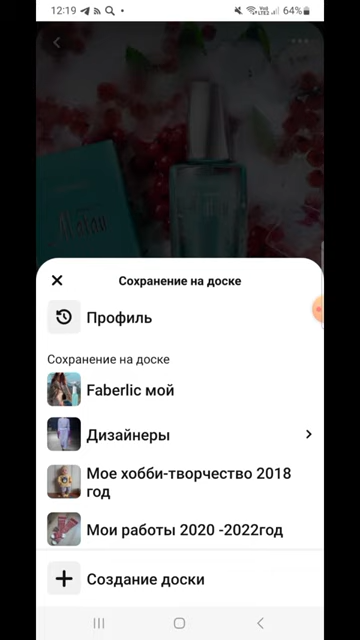 12:19
64%
Сохранение на доске
Профиль
Сохранение на доске
Faberlic мой
Дизайнеры
Мое хобби-творчество 2018
год
Мои работы 2020 -2022год
Создание доски